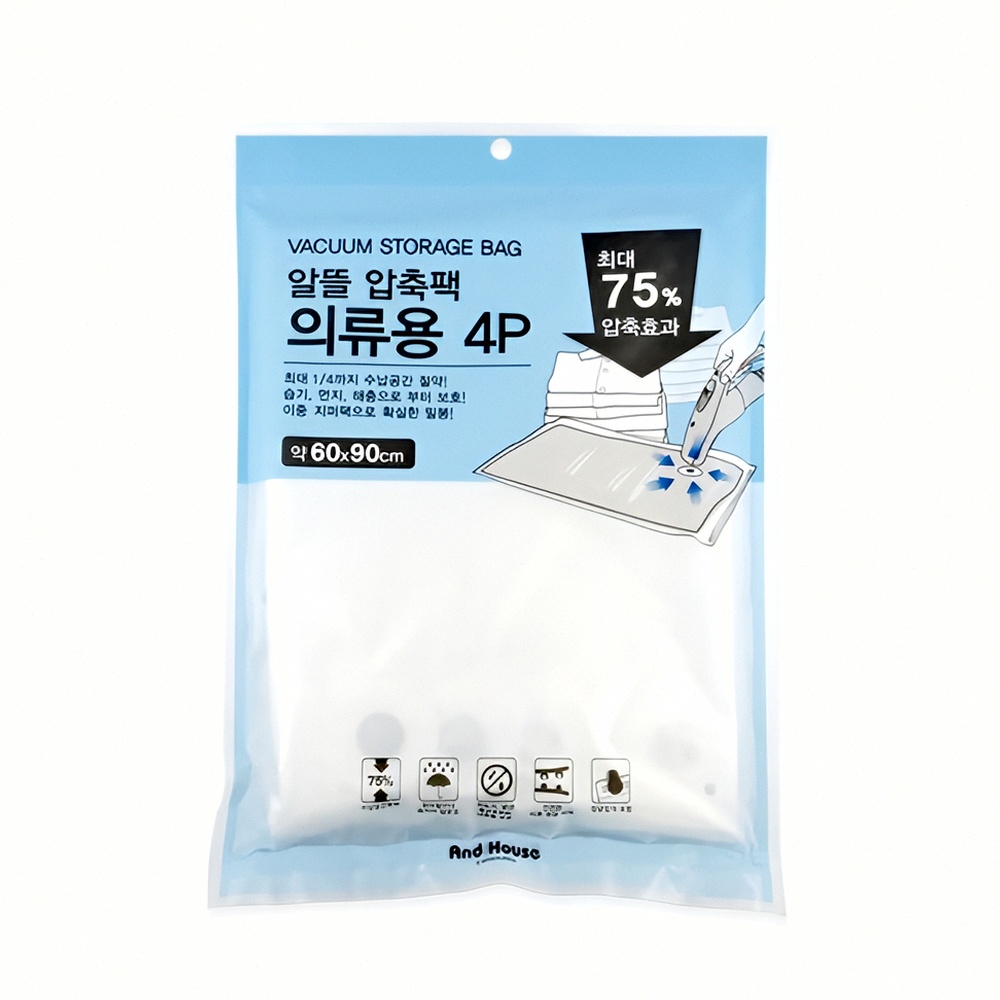 VACUUM STORAGE BAG
알뜰 압축팩
의류용 4P
최대 1/4까지 수납공간 절약!
습기, 먼지, 해충으로 부터 보호!
이중 지퍼팩으로 확실한 밀봉!
약 60x90cm
최대
75%
압축효과
75%
And House